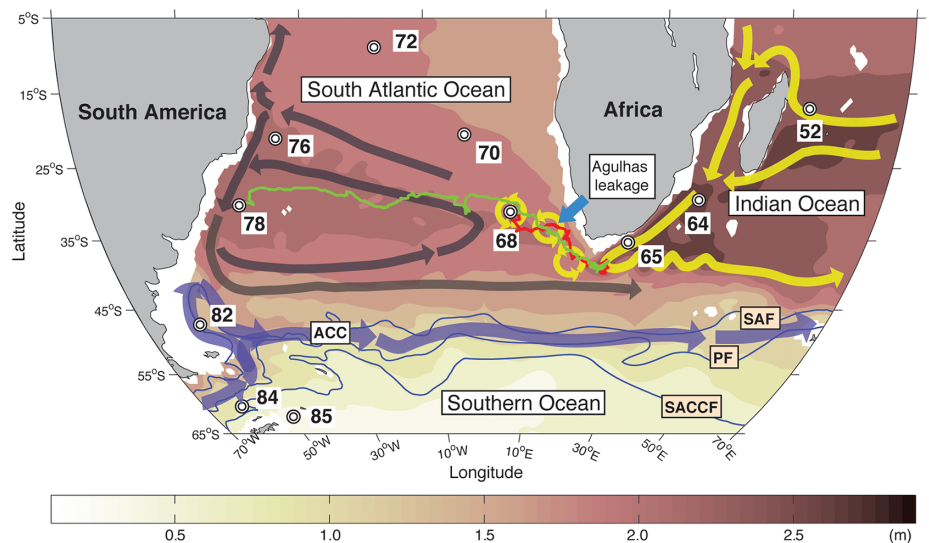 5°S
72
South Atlantic Ocean
15°S
South America
Africa
52
76
70
25°S
Agulhas
leakage
64
Indian Ocean
78
68
65
35°S
Latitude
82
45°S
ACC
SAF
PF
55°S
84
85
Southern Ocean
SACCF
65°S
70°W
50°W
30°W
10°W
10°E
30°E
50°E
70°E
Longitude
0.5
1.0
1.5
2.0
2.5
(m)